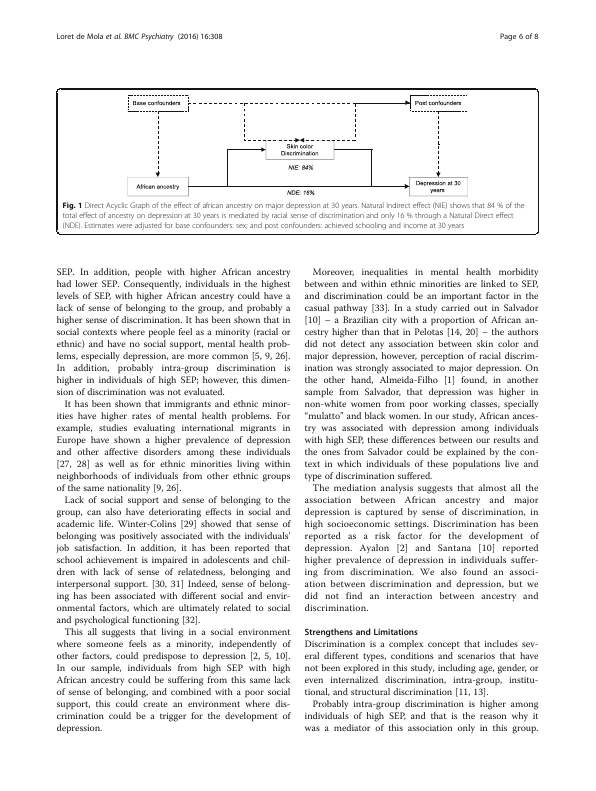 Loret de Mola et al. BMC Psychiatry (2016) 16:308
Page 6 of 8
Base confounders
Post confounders
Skin color
Discrimination
NIE: 84%
African ancestry
NDE: 16%
Depression at 30
years
Fig. 1 Direct Acyclic Graph of the effect of african ancestry on major depression at 30 years. Natural Indirect effect (NIE) shows that 84 % of the
total effect of ancestry on depression at 30 years is mediated by racial sense of discrimination and only 16 % through a Natural Direct effect
(NDE). Estimates were adjusted for base confounders: sex; and post confounders: achieved schooling and income at 30 years
SEP. In addition, people with higher African ancestry
had lower SEP. Consequently, individuals in the highest
levels of SEP, with higher African ancestry could have a
lack of sense of belonging to the group, and probably a
higher sense of discrimination. It has been shown that in
social contexts where people feel as a minority (racial or
ethnic) and have no social support, mental health prob-
lems, especially depression, are more common [5, 9, 26].
In addition, probably intra-group discrimination is
higher in individuals of high SEP; however, this dimen-
sion of discrimination was not evaluated.
It has been shown that immigrants and ethnic minor-
ities have higher rates of mental health problems. For
example, studies evaluating international migrants in
Europe have shown a higher prevalence of depression
and other affective disorders among these individuals
[27, 28] as well as for ethnic minorities living within
neighborhoods of individuals from other ethnic groups
of the same nationality [9, 26].
Lack of social support and sense of belonging to the
group, can also have deteriorating effects in social and
academic life. Winter-Colins [29] showed that sense of
belonging was positively associated with the individuals'
job satisfaction. In addition, it has been reported that
school achievement is impaired in adolescents and chil-
dren with lack of sense of relatedness, belonging and
interpersonal support. [30, 31] Indeed, sense of belong-
ing has been associated with different social and envir-
onmental factors, which are ultimately related to social
and psychological functioning [32].
This all suggests that living in a social environment
where someone feels as a minority, independently of
other factors, could predispose to depression [2, 5, 10].
In our sample, individuals from high SEP with high
African ancestry could be suffering from this same lack
of sense of belonging, and combined with a poor social
support, this could create an environment where dis-
crimination could be a trigger for the development of
depression.
Moreover, inequalities in mental health morbidity
between and within ethnic minorities are linked to SEP,
and discrimination could be an important factor in the
casual pathway [33]. In a study carried out in Salvador
[10] – a Brazilian city with a proportion of African an-
cestry higher than that in Pelotas [14, 20] – the authors
did not detect any association between skin color and
major depression, however, perception of racial discrim-
ination was strongly associated to major depression. On
the other hand, Almeida-Filho [1] found, in another
sample from Salvador, that depression was higher in
non-white women from poor working classes, specially
“mulatto” and black women. In our study, African ances-
try was associated with depression among individuals
with high SEP, these differences between our results and
the ones from Salvador could be explained by the con-
text in which individuals of these populations live and
type of discrimination suffered.
The mediation analysis suggests that almost all the
association between African ancestry and major
depression is captured by sense of discrimination, in
high socioeconomic settings. Discrimination has been
reported as a risk factor for the development of
depression. Ayalon [2] and Santana [10] reported
higher prevalence of depression in individuals suffer-
ing from discrimination. We also found an associ-
ation between discrimination and depression, but we
did not find an interaction between ancestry and
discrimination.
Strengthens and Limitations
Discrimination is a complex concept that includes sev-
eral different types, conditions and scenarios that have
not been explored in this study, including age, gender, or
even internalized discrimination, intra-group, institu-
tional, and structural discrimination [11, 13].
Probably intra-group discrimination is higher among
individuals of high SEP, and that is the reason why it
was a mediator of this association only in this group.